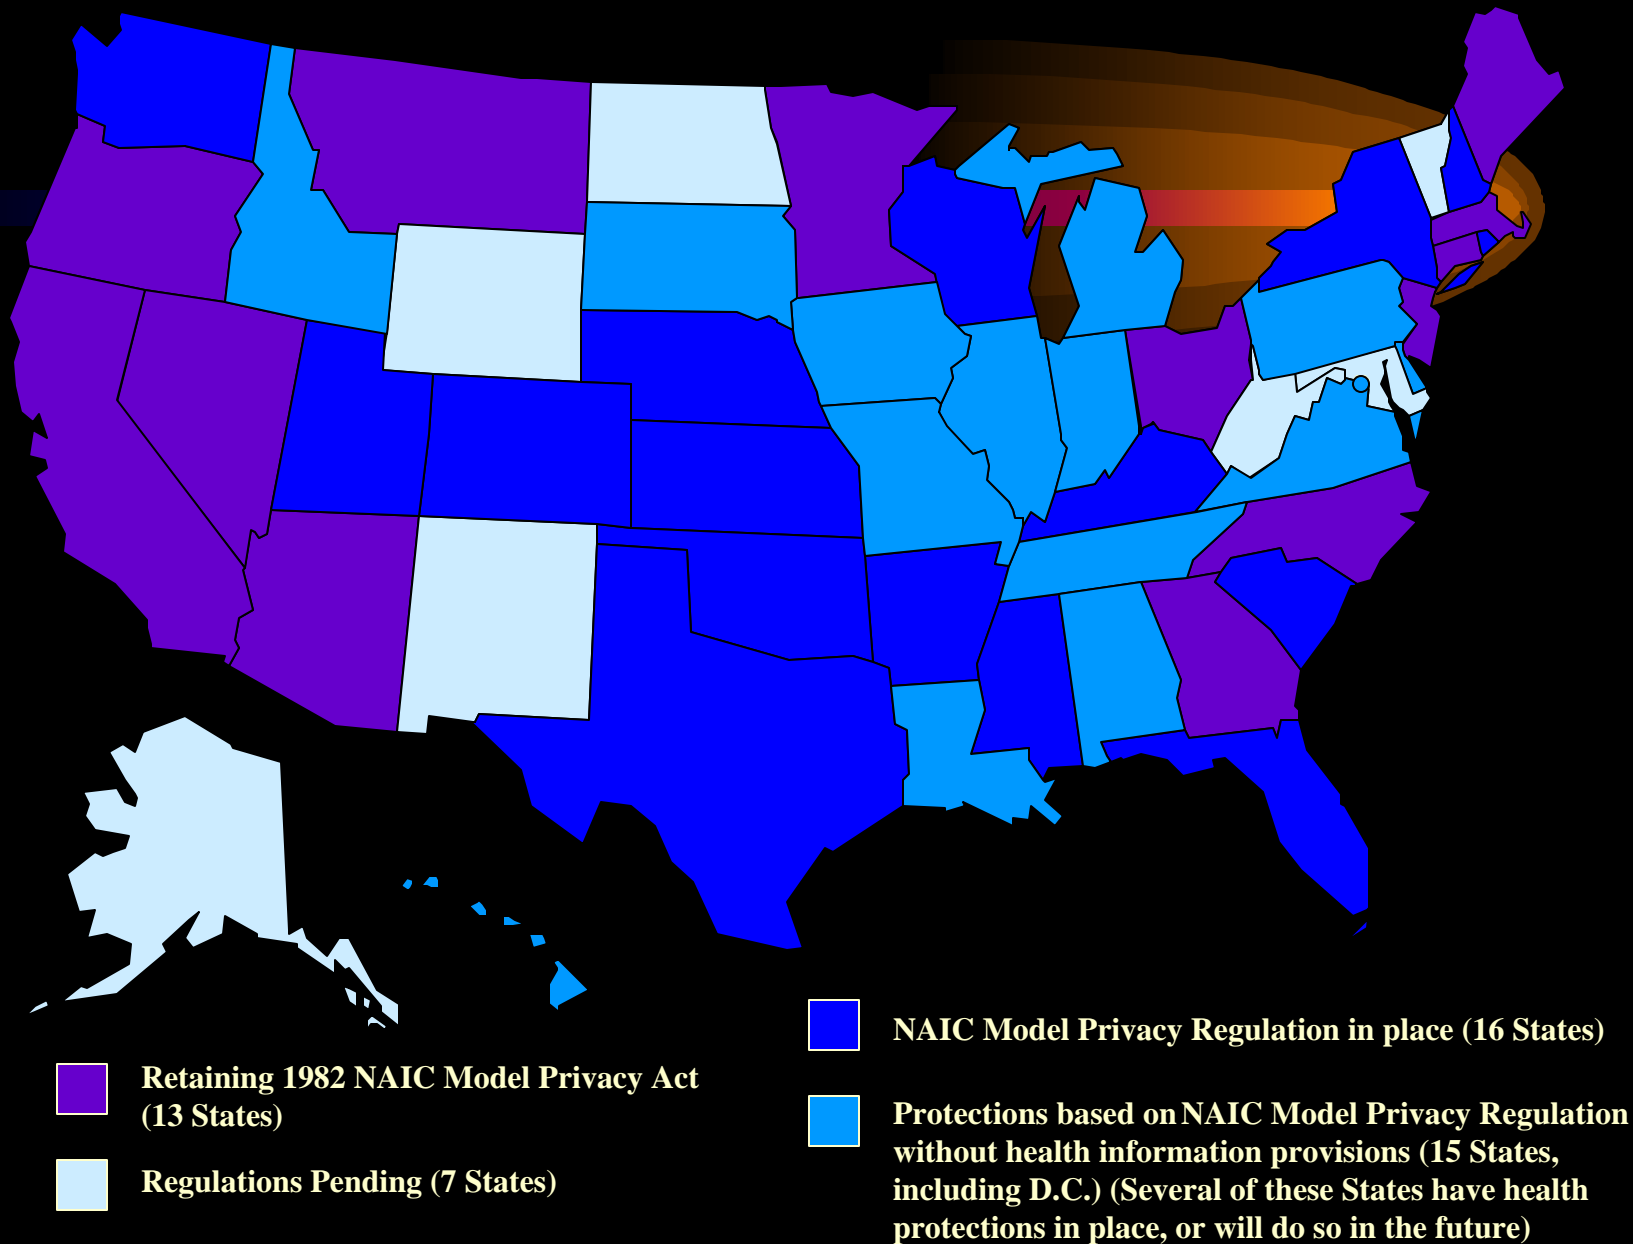 Retaining 1982 NAIC Model Privacy Act
(13 States)
Regulations Pending (7 States)
NAIC Model Privacy Regulation in place (16 States)
Protections based on NAIC Model Privacy Regulation
without health information provisions (15 States,
including D.C.) (Several of these States have health
protections in place, or will do so in the future)